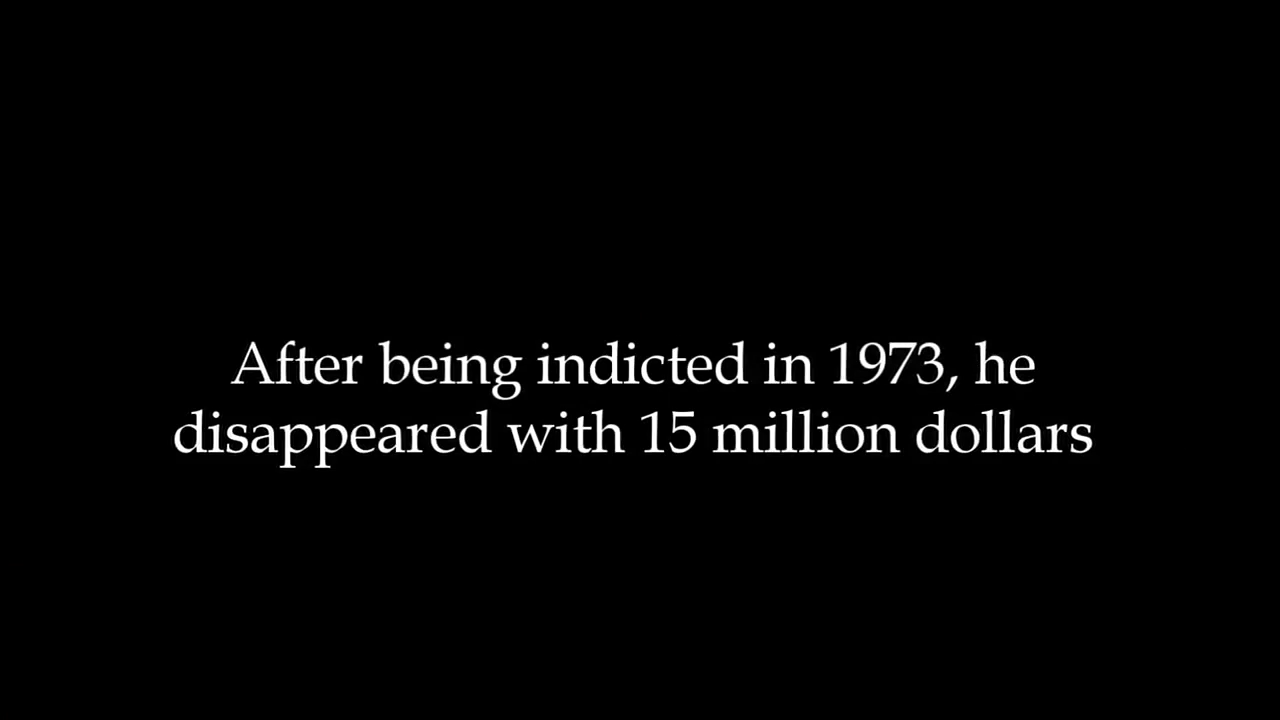 After being indicted in 1973, he
disappeared with 15 million dollars